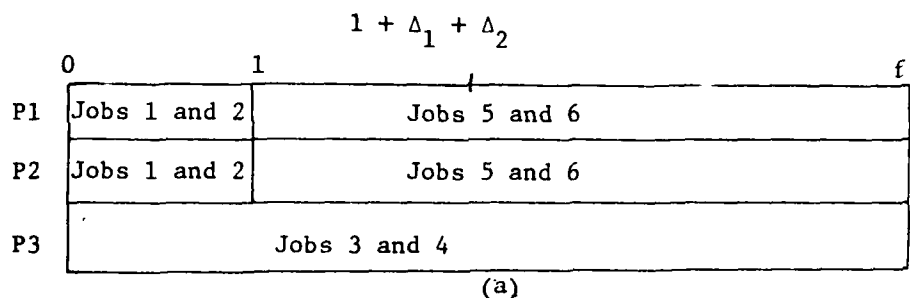 1 + Δ₁ + Δ₂
0 1 f
P1 Jobs 1 and 2 Jobs 5 and 6
P2 Jobs 1 and 2 Jobs 5 and 6
P3 Jobs 3 and 4
(a)